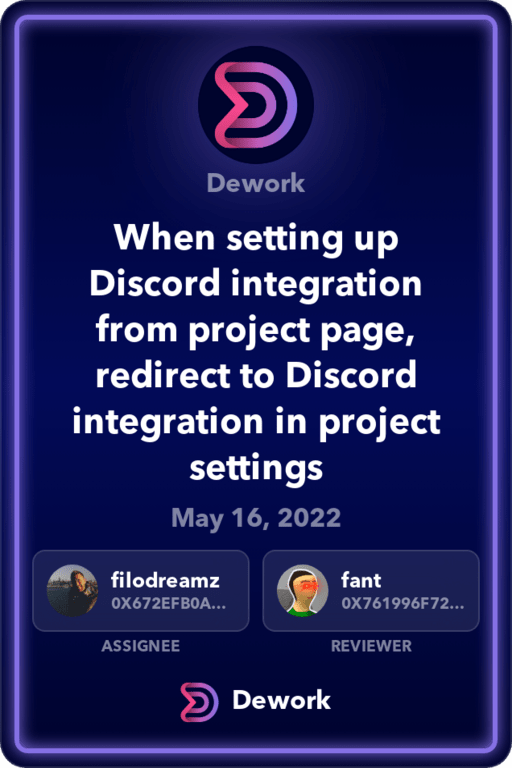 Dework
When setting up
Discord integration
from project page,
redirect to Discord
integration in project
settings
May 16, 2022
filodreamz
0X672EFB0A...
fant
0X761996F72...
ASSIGNEE
REVIEWER
Dework